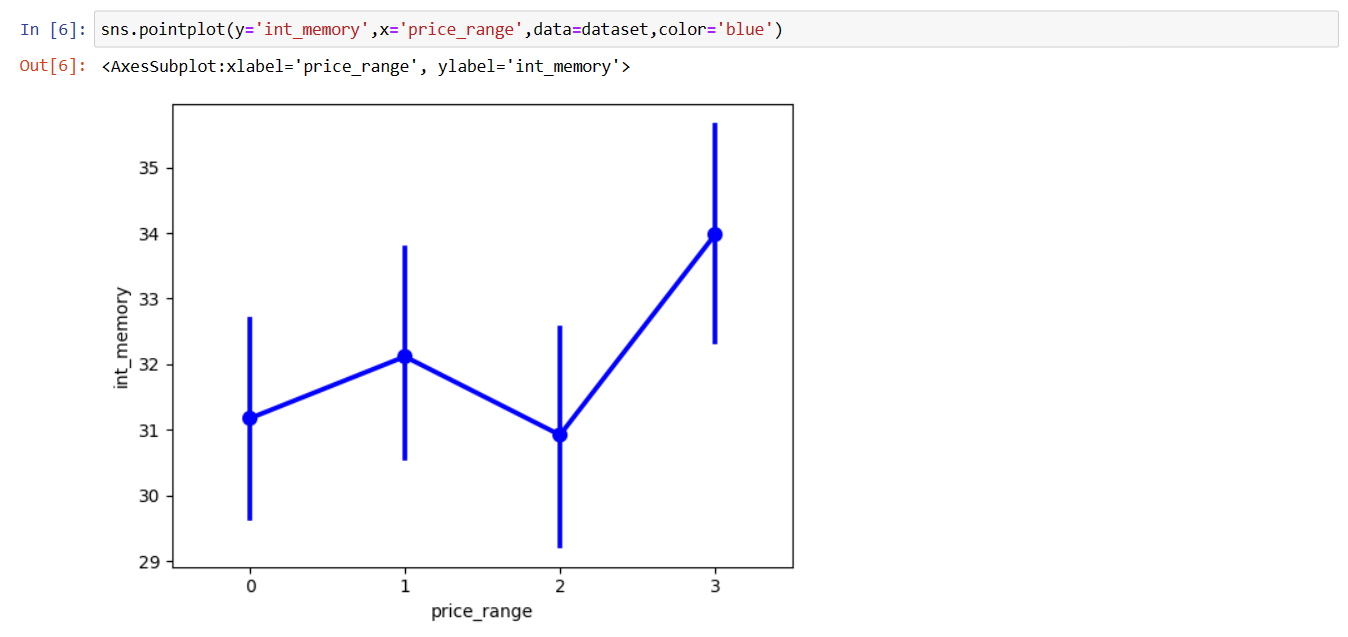 In [6]: sns.pointplot(y='int_memory',x='price_range',data=dataset,color='blue')
Out[6]: <AxesSubplot:xlabel='price_range', ylabel='int_memory'>
35
34
33
32
31
30
29
int_memory
0 1 2 3
price_range